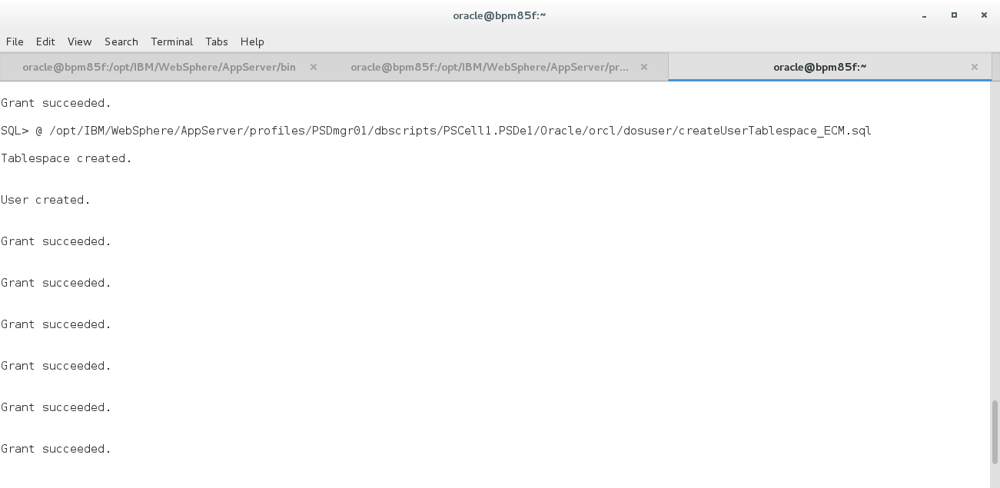 oracle@bpm85f:~
File Edit View Search Terminal Tabs Help
oracle@bpm85f:/opt/IBM/WebSphere/AppServer/bin × oracle@bpm85f:/opt/IBM/WebSphere/AppServer/pr... × oracle@bpm85f:~ ×
Grant succeeded.
SQL> @ /opt/IBM/WebSphere/AppServer/profiles/PSDmgr01/dbscripts/PSCell1.PSDe1/Oracle/orcl/dosuser/createUserTablespace_ECM.sql
Tablespace created.
User created.
Grant succeeded.
Grant succeeded.
Grant succeeded.
Grant succeeded.
Grant succeeded.
Grant succeeded.